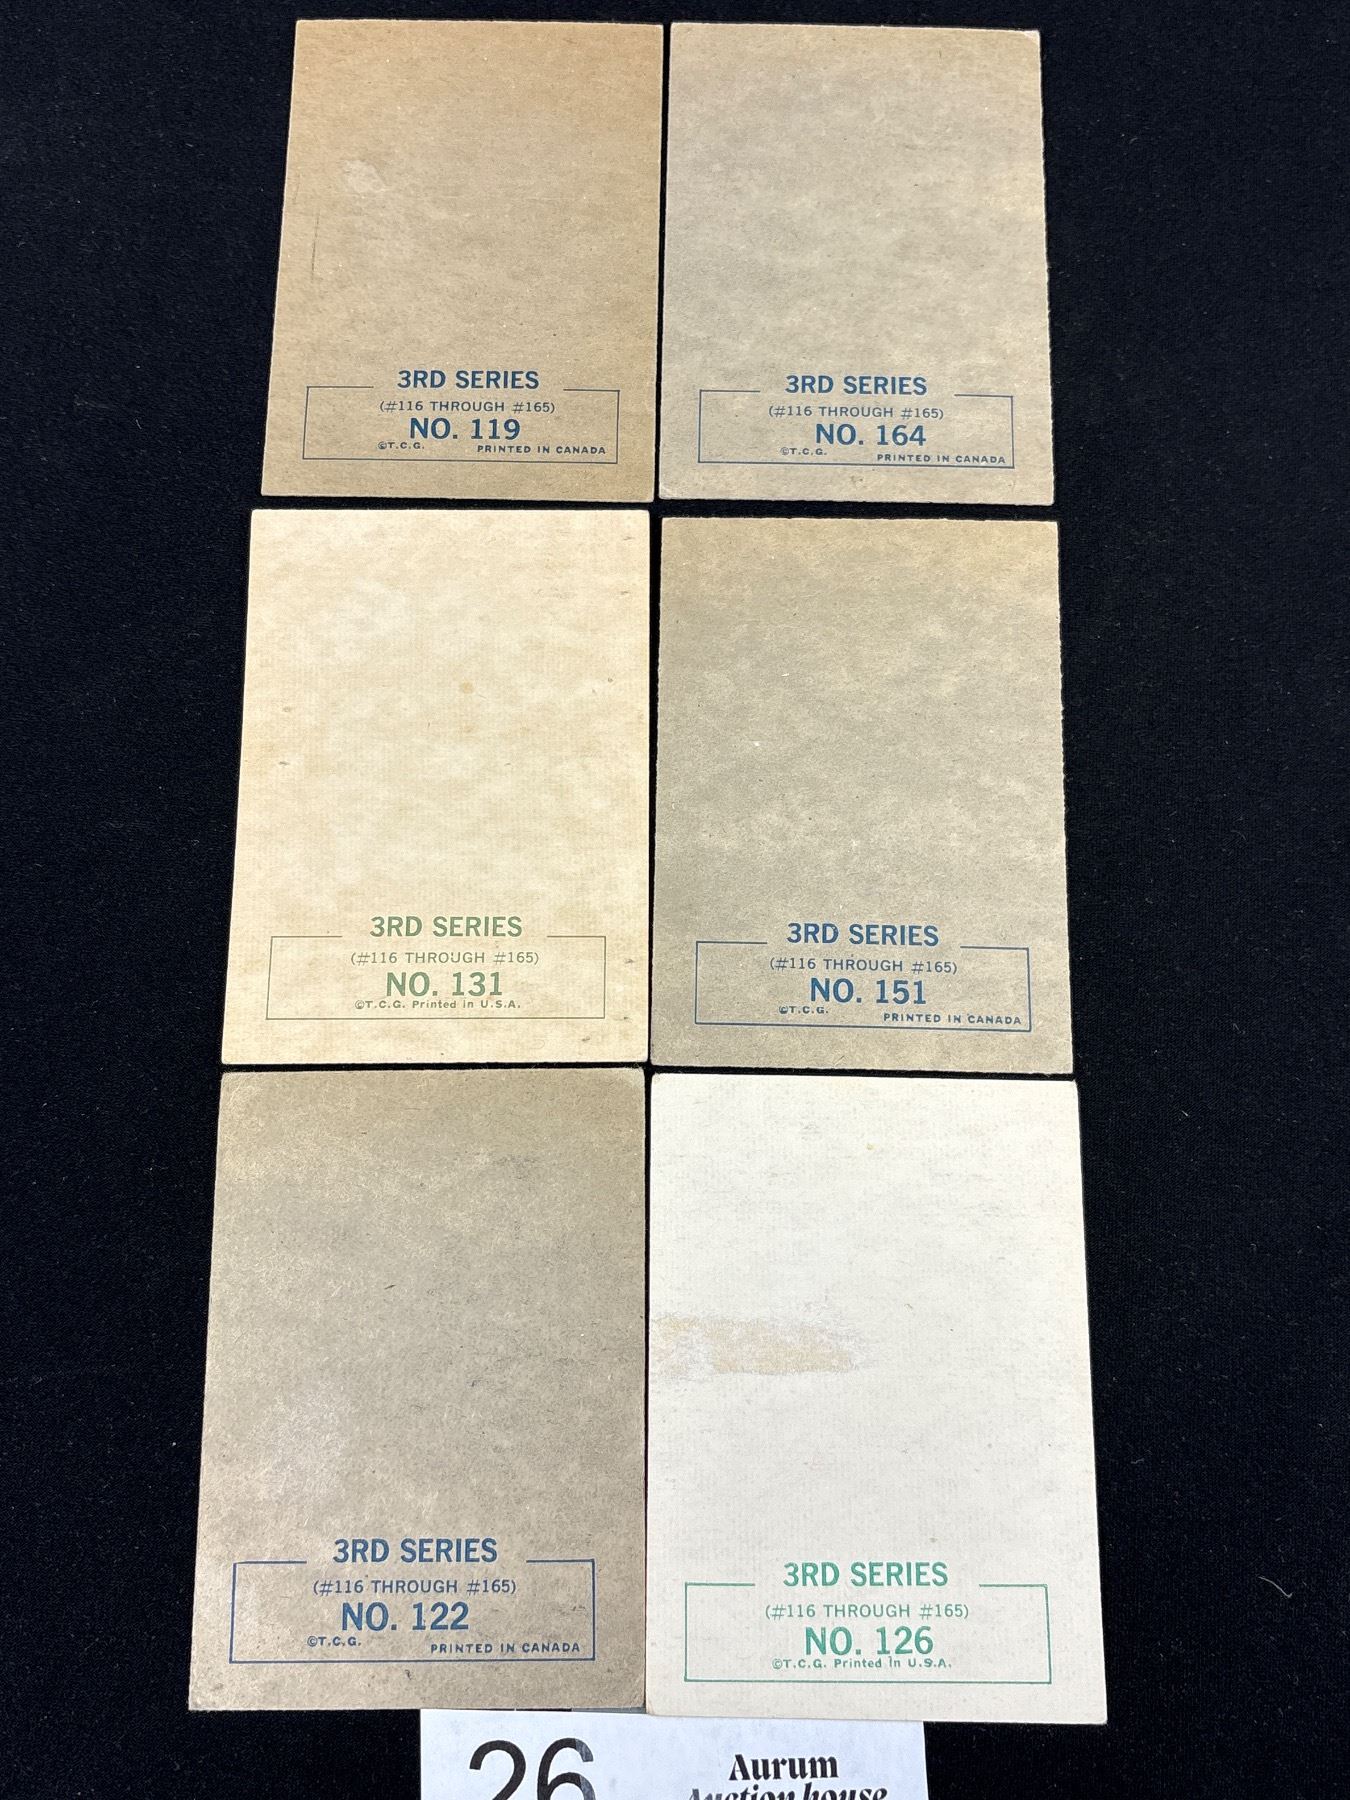 3RD SERIES
(#116 THROUGH #165)
NO. 119
©T.C.G. PRINTED IN CANADA
3RD SERIES
(#116 THROUGH #165)
NO. 164
©T.C.G. PRINTED IN CANADA
3RD SERIES
(#116 THROUGH #165)
NO. 131
©T.C.G. Printed in U.S.A.
3RD SERIES
(#116 THROUGH #165)
NO. 151
©T.C.G. PRINTED IN CANADA
3RD SERIES
(#116 THROUGH #165)
NO. 122
©T.C.G. PRINTED IN CANADA
3RD SERIES
(#116 THROUGH #165)
NO. 126
©T.C.G. Printed in U.S.A.
26
Aurum
Auction house